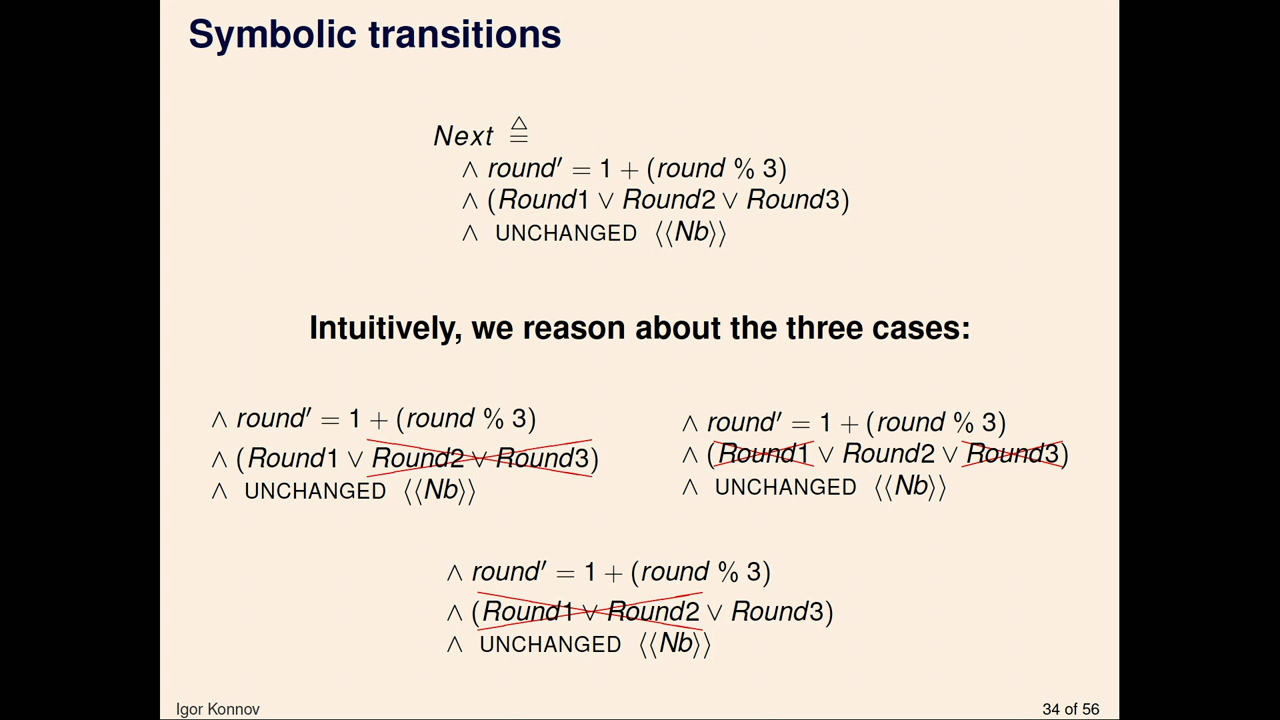 Symbolic transitions
Next ≜
∧ round′ = 1 + (round % 3)
∧ (Round1 ∨ Round2 ∨ Round3)
∧ UNCHANGED ⟨⟨Nb⟩⟩
Intuitively, we reason about the three cases:
∧ round′ = 1 + (round % 3)
∧ (Round1 ∨ Round2 ∨ Round3)
∧ UNCHANGED ⟨⟨Nb⟩⟩
∧ round′ = 1 + (round % 3)
∧ (Round1 ∨ Round2 ∨ Round3)
∧ UNCHANGED ⟨⟨Nb⟩⟩
∧ round′ = 1 + (round % 3)
∧ (Round1 ∨ Round2 ∨ Round3)
∧ UNCHANGED ⟨⟨Nb⟩⟩
Igor Konnov
34 of 56